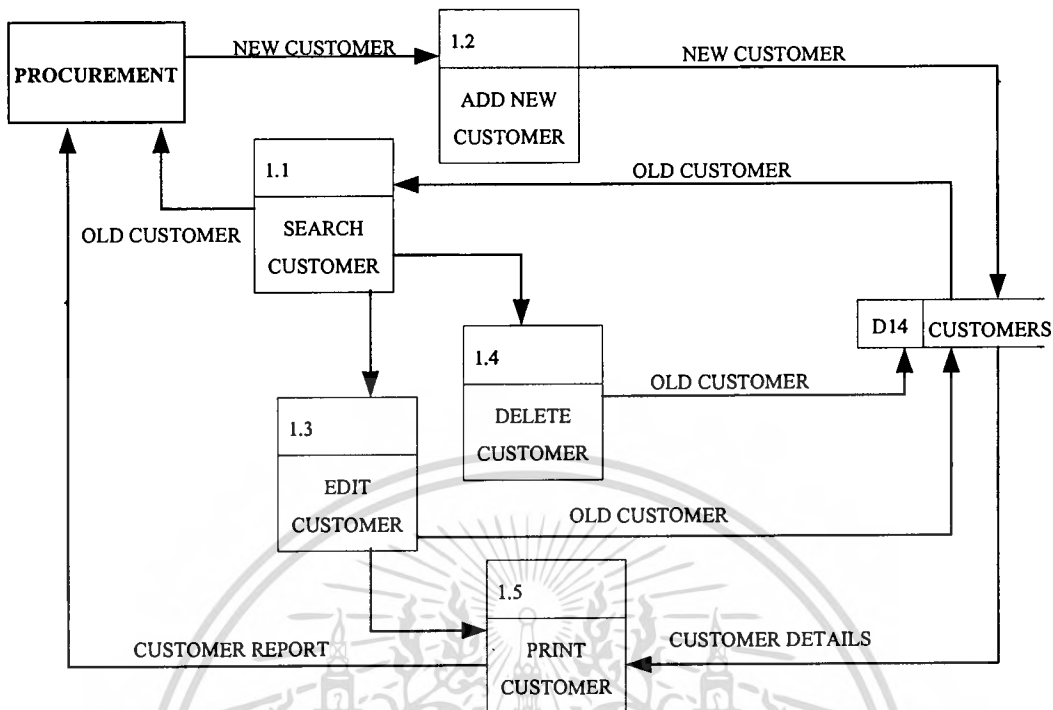 PROCUREMENT
NEW CUSTOMER
1.2
ADD NEW
CUSTOMER
NEW CUSTOMER
1.1
SEARCH
CUSTOMER
OLD CUSTOMER
OLD CUSTOMER
D14
CUSTOMERS
1.4
DELETE
CUSTOMER
OLD CUSTOMER
1.3
EDIT
CUSTOMER
OLD CUSTOMER
1.5
PRINT
CUSTOMER
CUSTOMER REPORT
CUSTOMER DETAILS